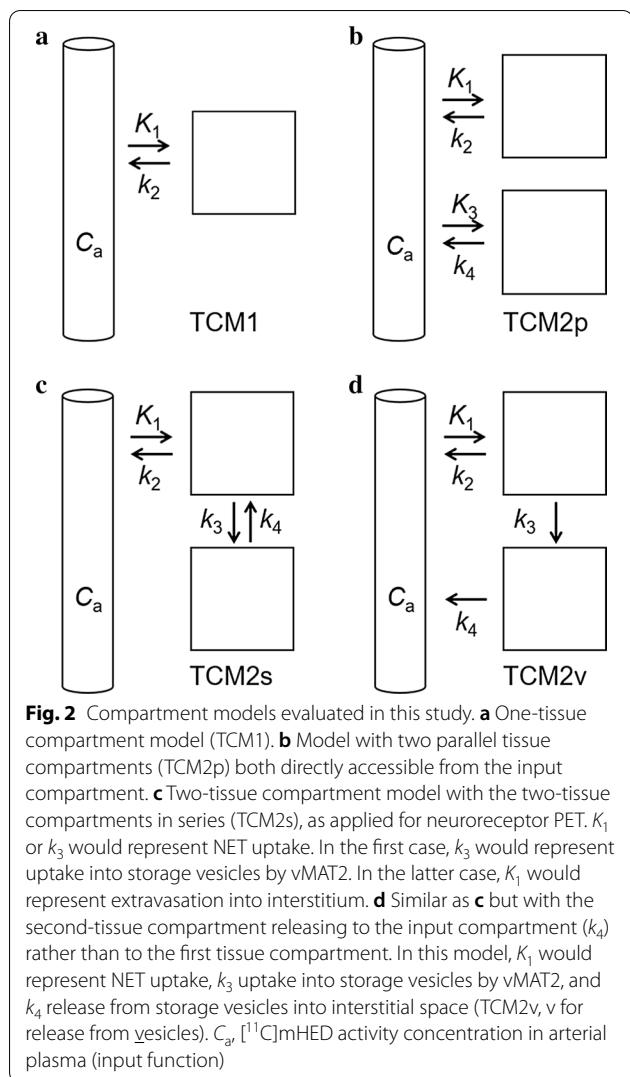 a
K1
k2
Ca
TCM1
b
K1
k2
K3
k4
Ca
TCM2p
c
K1
k2
k3
k4
Ca
TCM2s
d
K1
k2
k3
Ca
k4
TCM2v
Fig. 2 Compartment models evaluated in this study. a One-tissue
compartment model (TCM1). b Model with two parallel tissue
compartments (TCM2p) both directly accessible from the input
compartment. c Two-tissue compartment model with the two-tissue
compartments in series (TCM2s), as applied for neuroreceptor PET. K1
or k3 would represent NET uptake. In the first case, k3 would represent
uptake into storage vesicles by vMAT2. In the latter case, K1 would
represent extravasation into interstitium. d Similar as c but with the
second-tissue compartment releasing to the input compartment (k4)
rather than to the first tissue compartment. In this model, K1 would
represent NET uptake, k3 uptake into storage vesicles by vMAT2, and
k4 release from storage vesicles into interstitial space (TCM2v, v for
release from vesicles). Ca, [11C]mHED activity concentration in arterial
plasma (input function)